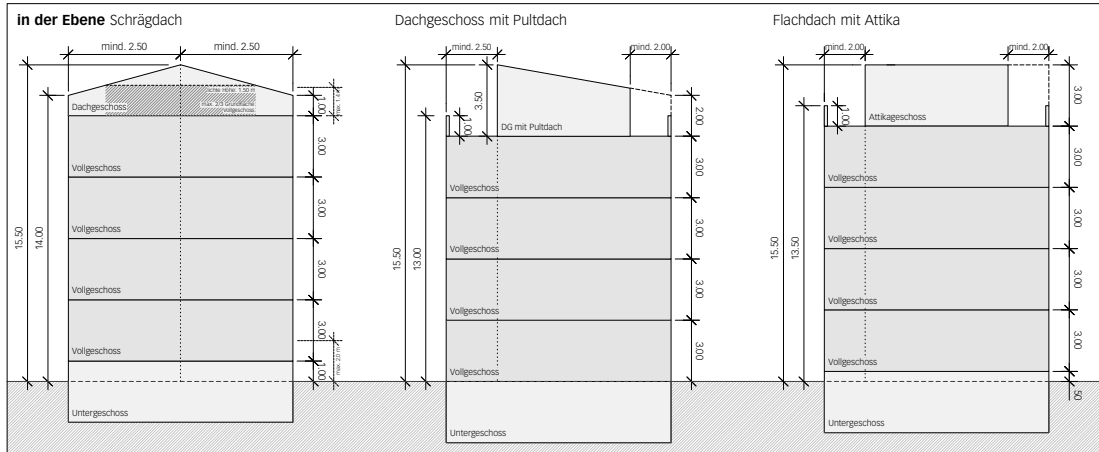 in der Ebene Schrägdach
mind. 2.50
mind. 2.50
lichte Höhe: 1.50 m
max. 2/3 Grundfläche
Vollgeschoss
Dachgeschoss
Vollgeschoss
Vollgeschoss
Vollgeschoss
Vollgeschoss
Untergeschoss
15.50
14.00
1.00
3.00
3.00
3.00
3.00
1.00
max. 2.0 m
Dachgeschoss mit Pultdach
mind. 2.50
mind. 2.00
3.50
1.00
DG mit Pultdach
Vollgeschoss
Vollgeschoss
Vollgeschoss
Vollgeschoss
Untergeschoss
15.50
13.00
2.00
3.00
3.00
3.00
3.00
Flachdach mit Attika
mind. 2.00
mind. 2.00
1.00
Attikageschoss
Vollgeschoss
Vollgeschoss
Vollgeschoss
Vollgeschoss
Untergeschoss
15.50
13.50
3.00
3.00
3.00
3.00
3.00
50